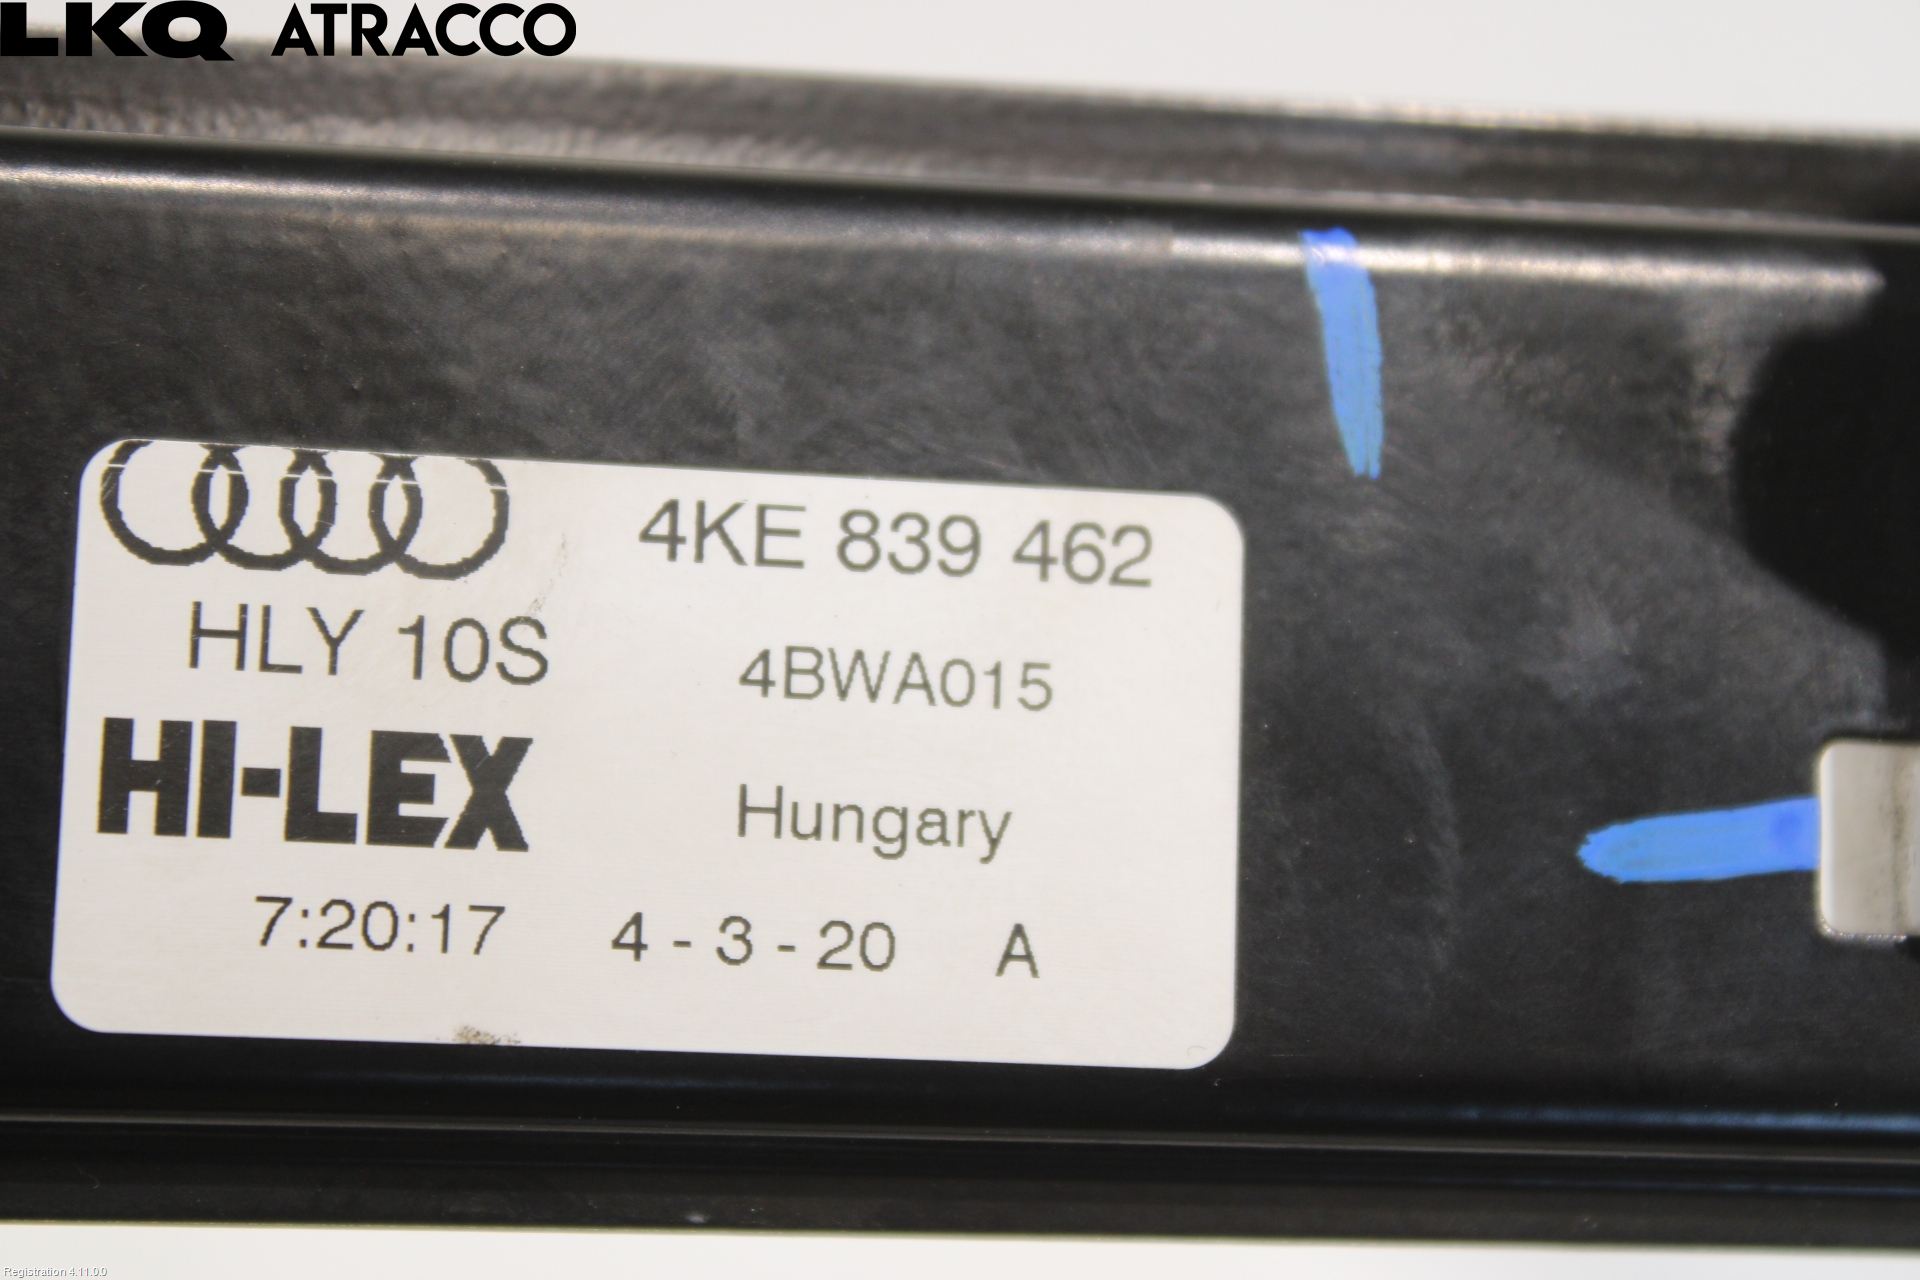 LKQ ATRACCO
4KE 839 462
HLY 10S
4BWA015
HI-LEX
Hungary
7:20:17 4 - 3 - 20 A
Registration 4.11.0.0